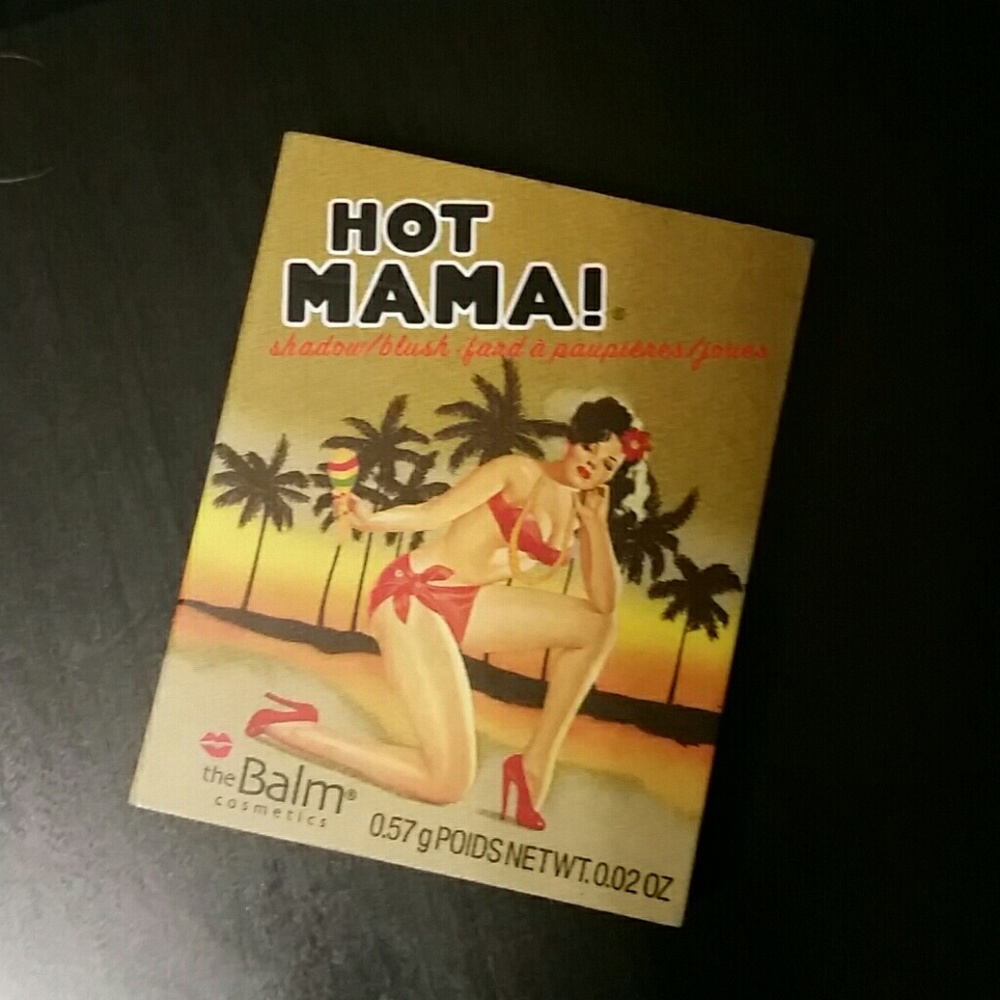 HOT
MAMA!®
shadow/blush · fard à paupières/joues
the Balm®
cosmetics
0.57 g POIDS NET WT. 0.02 OZ